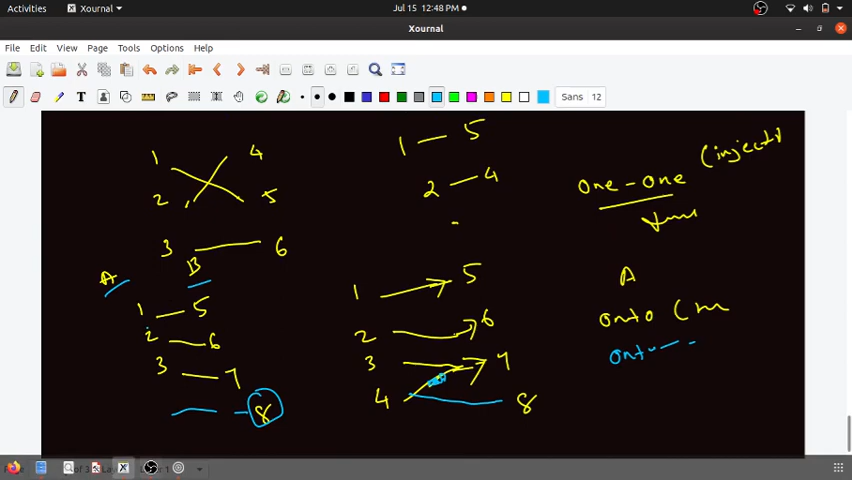 Activities
Xournal
Jul 15 12:48 PM
Xournal
File Edit View Page Tools Options Help
Sans 12
1 4
2 5
3 6
1 5
2 4
one-one
A B
1 5
2 6
3 7
8
1 5
2 6
3 7
4 8
A
onto